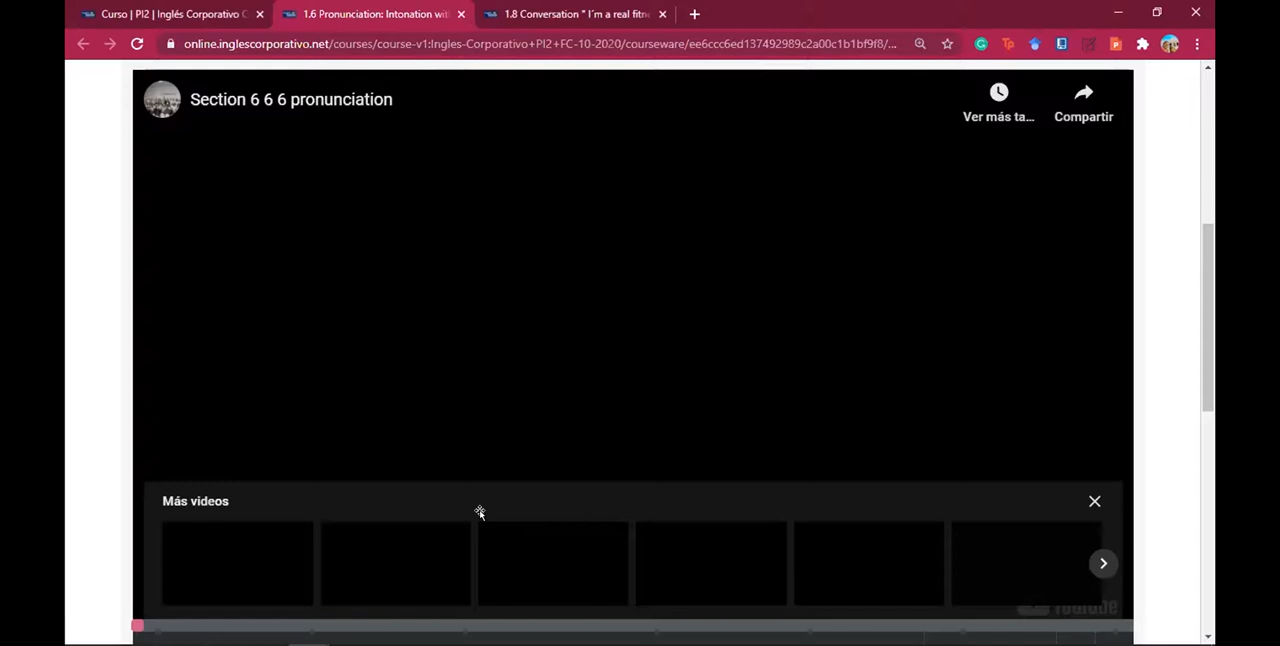 Curso | PI2 | Inglés Corporativo C
1.6 Pronunciation: Intonation wit
1.8 Conversation " I´m a real fitn
online.inglescorporativo.net/courses/course-v1:Ingles-Corporativo+PI2+FC-10-2020/courseware/ee6ccc6ed137492989c2a00c1b1bf9f8/...
Section 6 6 6 pronunciation
Ver más ta...
Compartir
Más videos
YouTube